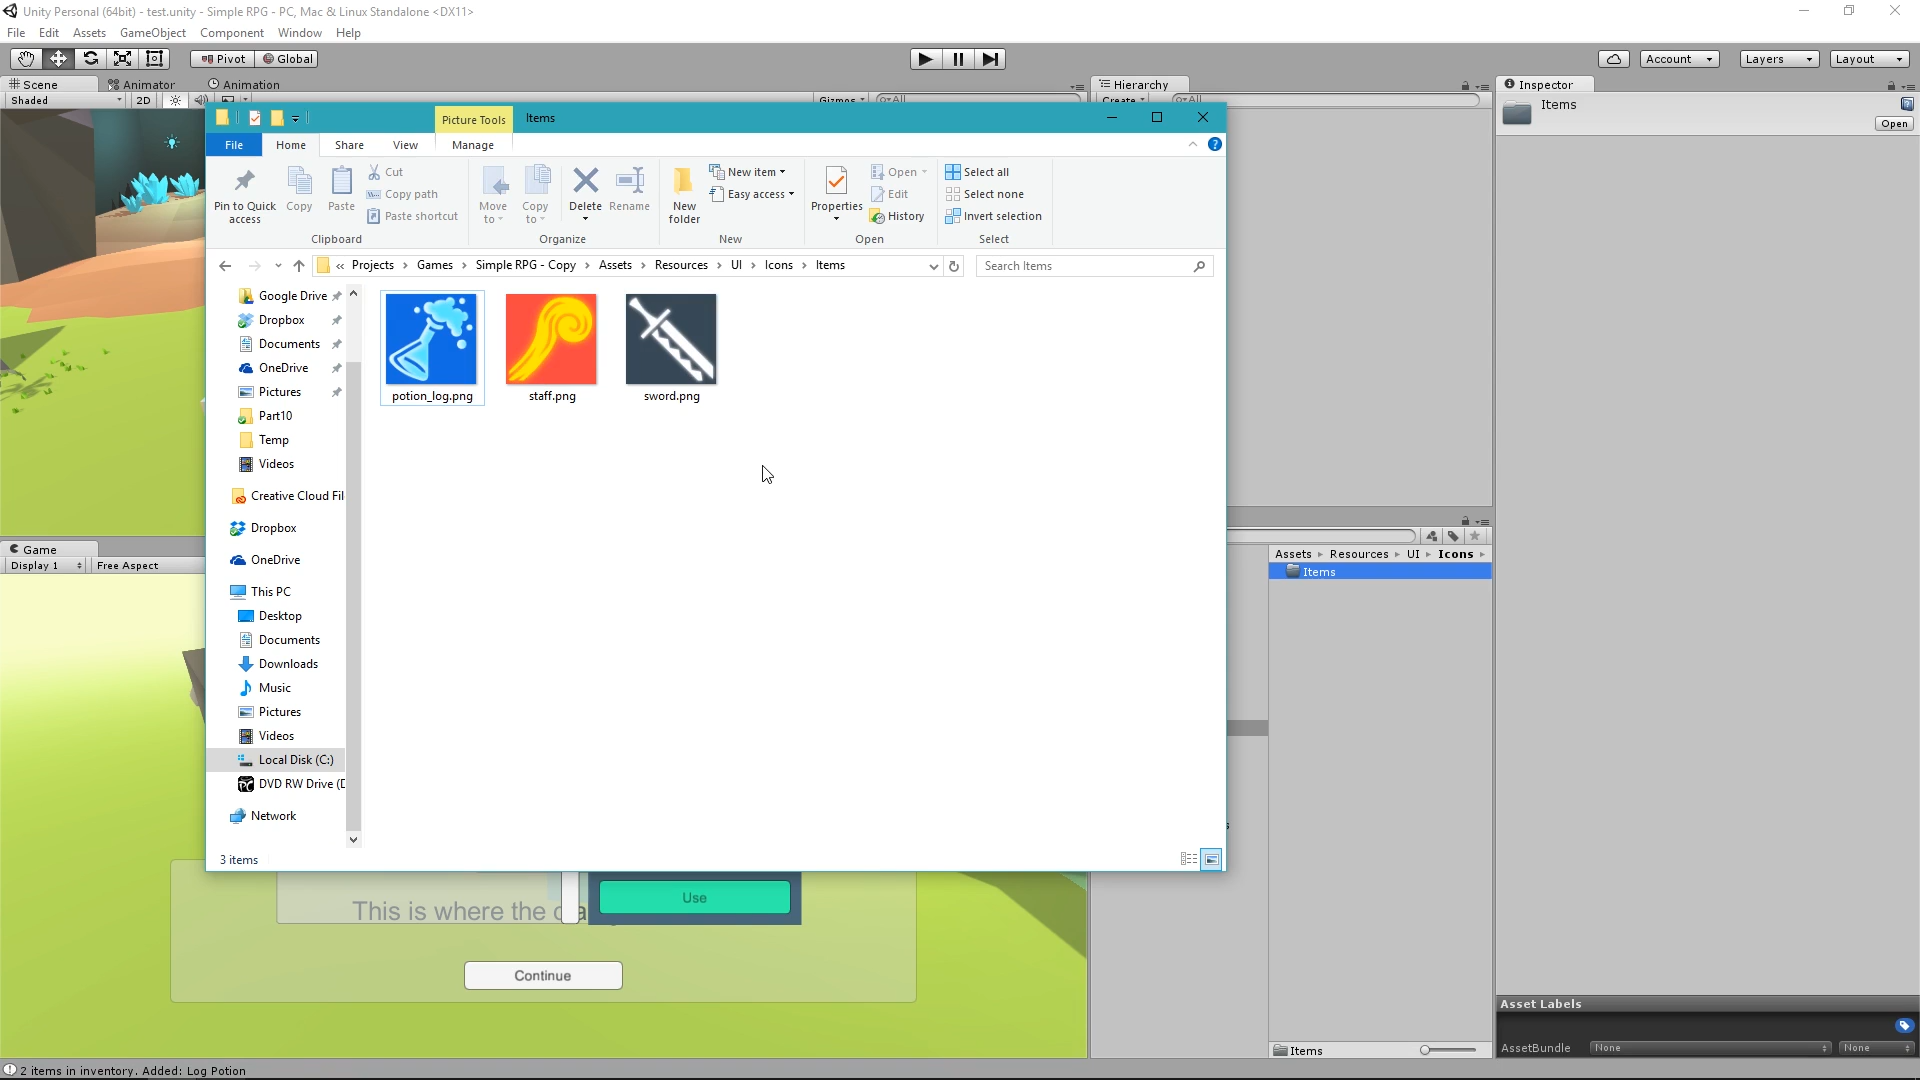 Unity Personal (64bit) - test.unity - Simple RPG - PC, Mac & Linux Standalone <DX11>
File Edit Assets GameObject Component Window Help
Pivot Global Account Layers Layout
Scene Animator Animation Hierarchy Inspector
Shaded 2D
Items
Open
Picture Tools Items
File Home Share View Manage
Pin to Quick access
Copy
Paste
Cut
Copy path
Paste shortcut
Clipboard
Move to
Copy to
Delete
Rename
Organize
New folder
New item
Easy access
New
Properties
Open
Edit
History
Open
Select all
Select none
Invert selection
Select
« Projects > Games > Simple RPG - Copy > Assets > Resources > UI > Icons > Items
Search Items
Google Drive
Dropbox
Documents
OneDrive
Pictures
Part10
Temp
Videos
Creative Cloud Fil
Dropbox
OneDrive
This PC
Desktop
Documents
Downloads
Music
Pictures
Videos
Local Disk (C:)
DVD RW Drive (
Network
potion_log.png
staff.png
sword.png
3 items
Game
Display 1 Free Aspect
Assets Resources UI Icons
Items
This is where the
Use
Continue
Items
Asset Labels
AssetBundle None None
2 items in inventory. Added: Log Potion